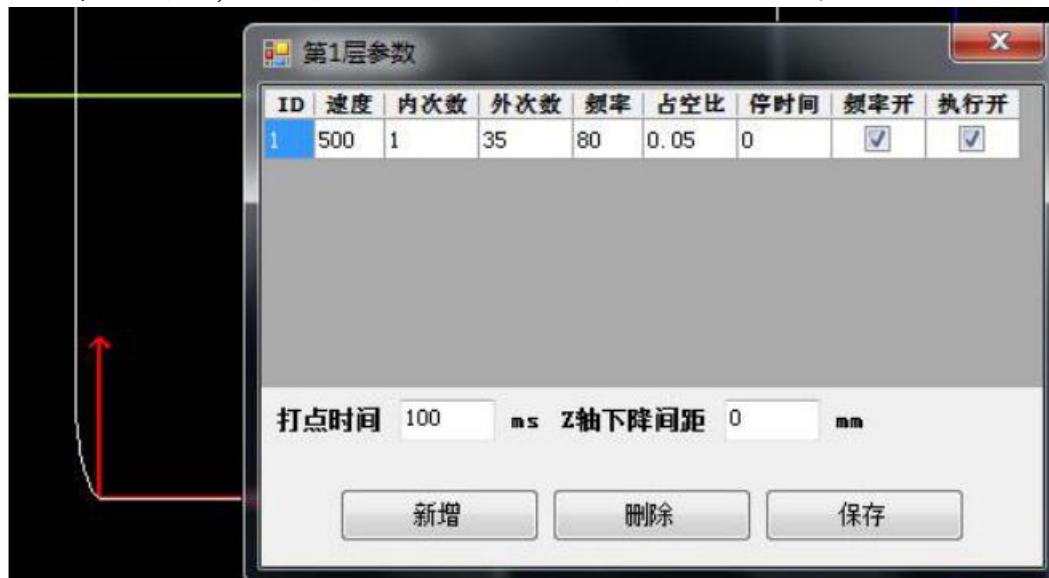 第1层参数
ID 速度 内次数 外次数 频率 占空比 停时间 频率开 执行开
1 500 1 35 80 0.05 0
打点时间 100 ms Z轴下降间距 0 mm
新增 删除 保存